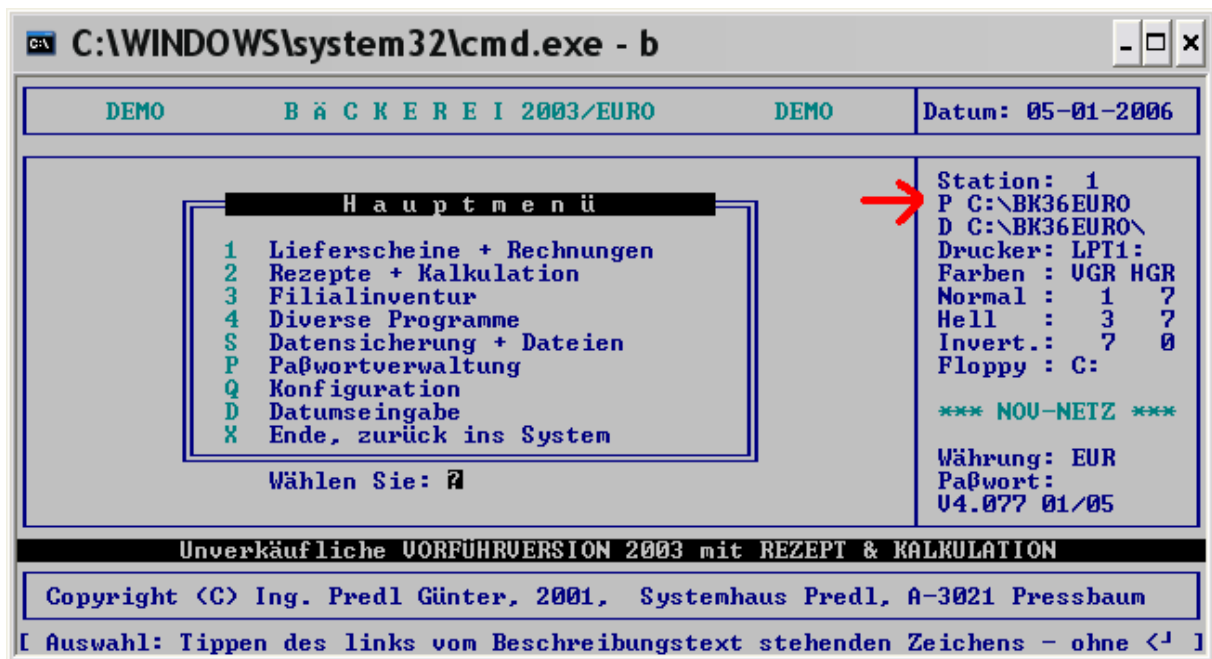 C:\WINDOWS\system32\cmd.exe - b
DEMO B Ä C K E R E I 2003/EURO DEMO
Datum: 05-01-2006
H a u p t m e n ü
1 Lieferscheine + Rechnungen
2 Rezepte + Kalkulation
3 Filialinventur
4 Diverse Programme
S Datensicherung + Dateien
P Paßwortverwaltung
Q Konfiguration
D Datumseingabe
X Ende, zurück ins System
Wählen Sie: ?
Station: 1
P C:\BK36EURO
D C:\BK36EURO\
Drucker: LPT1:
Farben : VGR HGR
Normal : 1 7
Hell : 3 7
Invert.: 7 0
Floppy : C:
*** NOV-NETZ ***
Währung: EUR
Paßwort:
V4.077 01/05
Unverkäufliche VORFÜHRVERSION 2003 mit REZEPT & KALKULATION
Copyright (C) Ing. Predl Günter, 2001, Systemhaus Predl, A-3021 Pressbaum
[ Auswahl: Tippen des links vom Beschreibungstext stehenden Zeichens - ohne <┘ ]